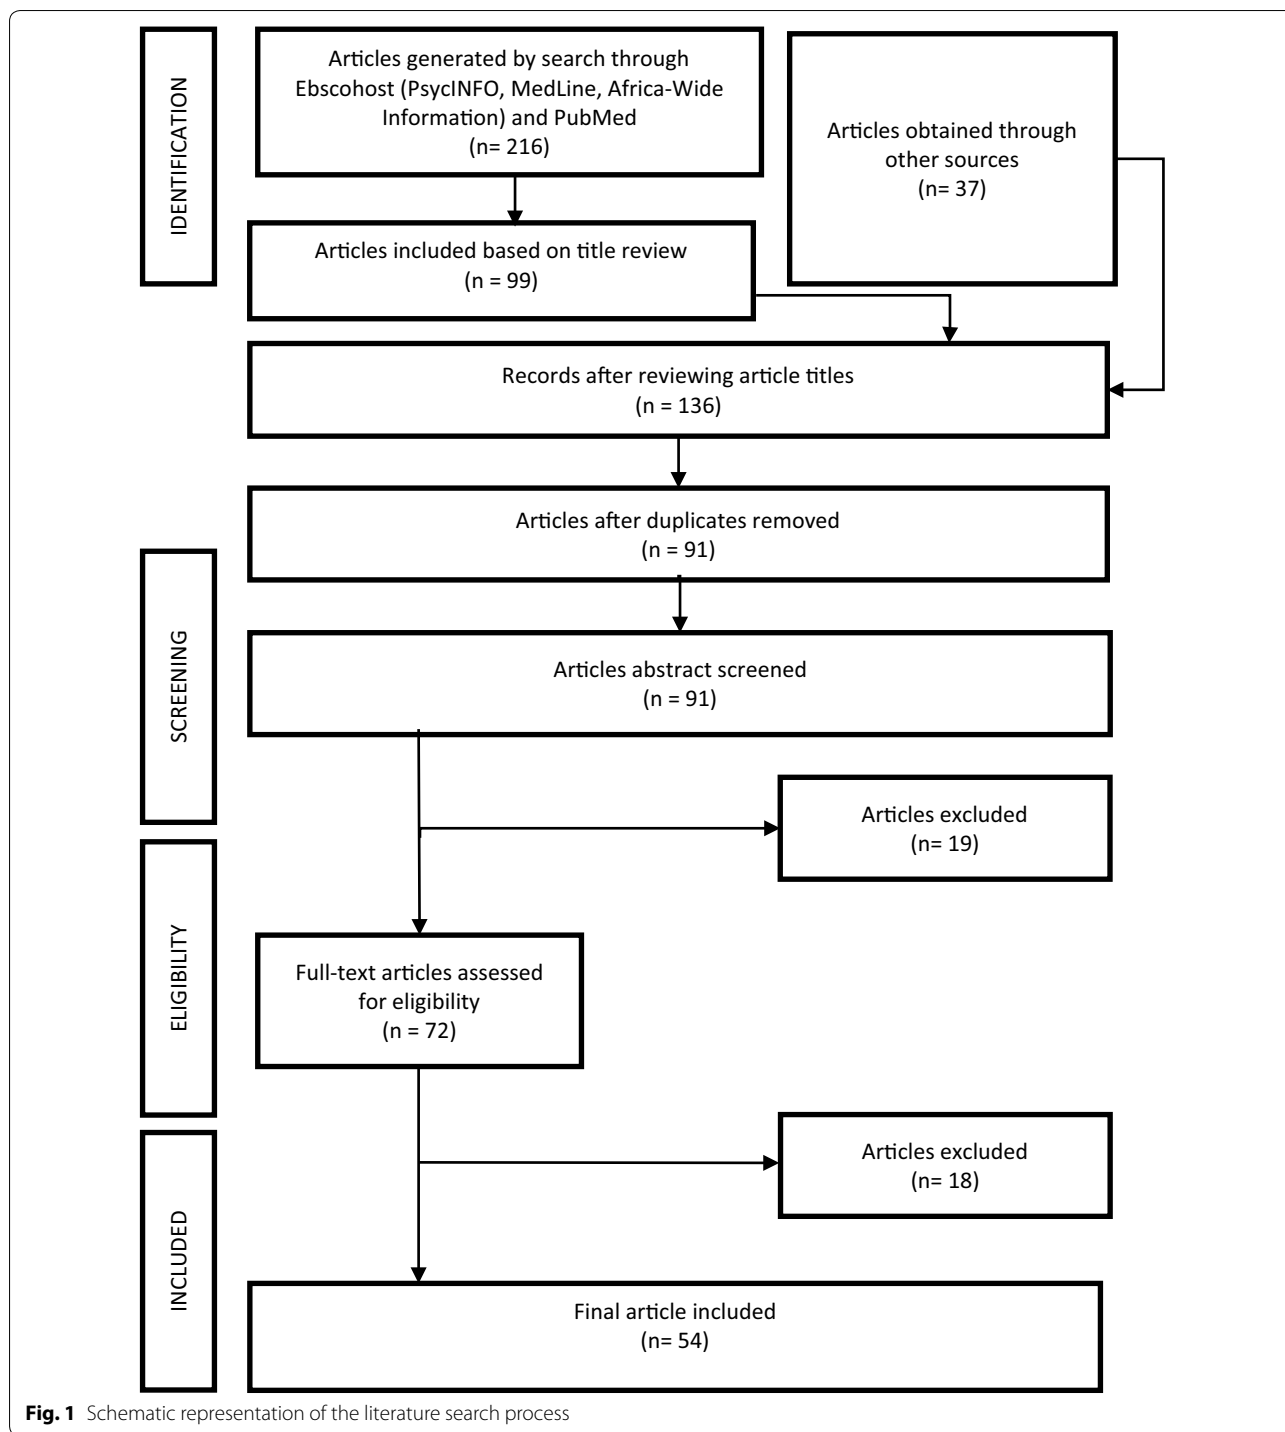 IDENTIFICATION
Articles generated by search through
Ebscohost (PsycINFO, MedLine, Africa-Wide
Information) and PubMed
(n= 216)
Articles obtained through
other sources
(n= 37)
Articles included based on title review
(n = 99)
Records after reviewing article titles
(n = 136)
Articles after duplicates removed
(n = 91)
SCREENING
Articles abstract screened
(n = 91)
Articles excluded
(n= 19)
ELIGIBILITY
Full-text articles assessed
for eligibility
(n = 72)
Articles excluded
(n= 18)
INCLUDED
Final article included
(n= 54)
Fig. 1 Schematic representation of the literature search process